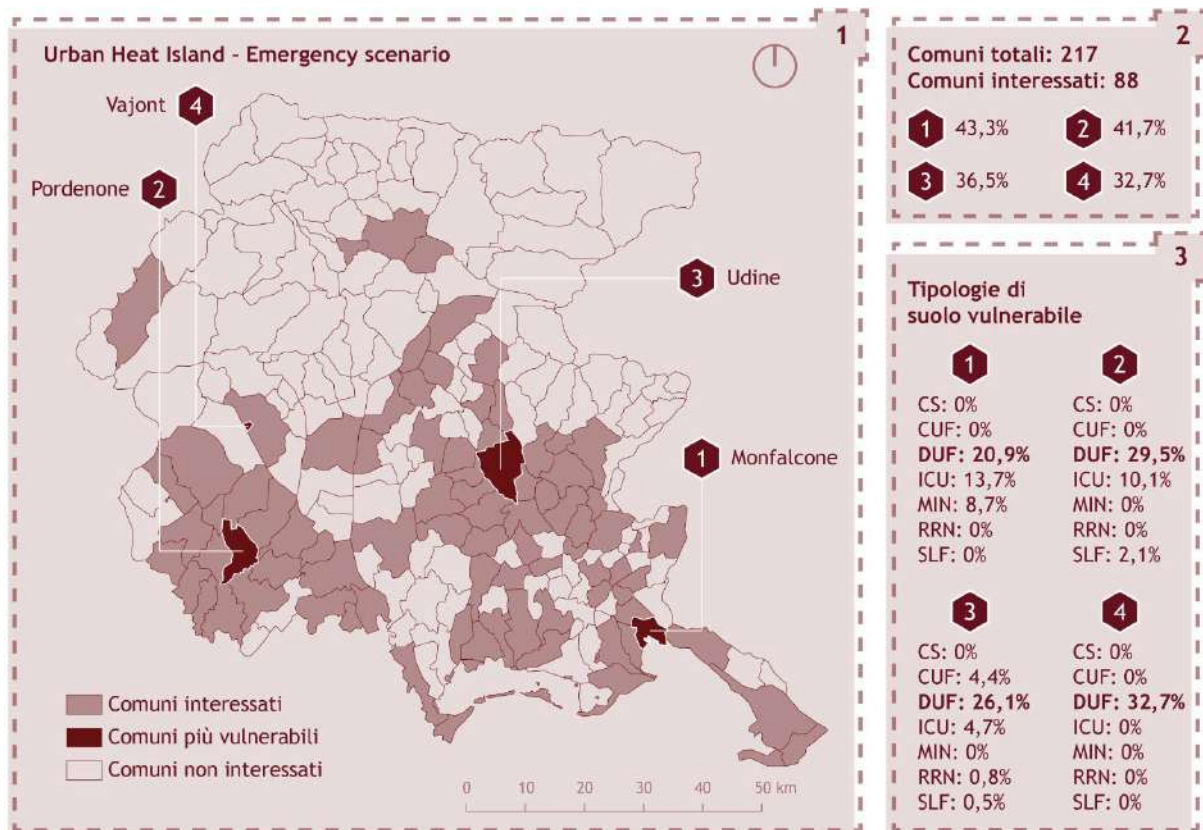 1
Urban Heat Island - Emergency scenario
Vajont 4
Pordenone 2
3 Udine
1 Monfalcone
Comuni interessati
Comuni più vulnerabili
Comuni non interessati
0 10 20 30 40 50 km
2
Comuni totali: 217
Comuni interessati: 88
1 43,3% 2 41,7%
3 36,5% 4 32,7%
3
Tipologie di
suolo vulnerabile
1
CS: 0%
CUF: 0%
DUF: 20,9%
ICU: 13,7%
MIN: 8,7%
RRN: 0%
SLF: 0%
2
CS: 0%
CUF: 0%
DUF: 29,5%
ICU: 10,1%
MIN: 0%
RRN: 0%
SLF: 2,1%
3
CS: 0%
CUF: 4,4%
DUF: 26,1%
ICU: 4,7%
MIN: 0%
RRN: 0,8%
SLF: 0,5%
4
CS: 0%
CUF: 0%
DUF: 32,7%
ICU: 0%
MIN: 0%
RRN: 0%
SLF: 0%